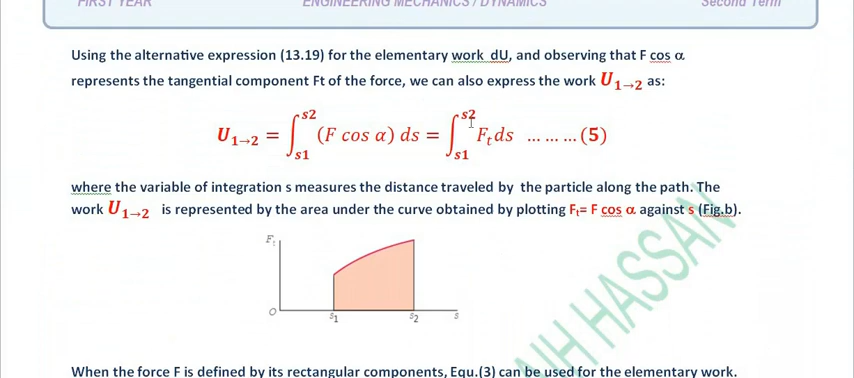 FIRST YEAR ENGINEERING MECHANICS / DYNAMICS Second Term
Using the alternative expression (13.19) for the elementary work dU, and observing that F cos α
represents the tangential component Ft of the force, we can also express the work U1→2 as:
U1→2 = ∫s1s2 (F cos α) ds = ∫s1s2 Ft ds ... ... ... (5)
where the variable of integration s measures the distance traveled by the particle along the path. The
work U1→2 is represented by the area under the curve obtained by plotting Ft= F cos α against s (Fig.b).
Ft
O s1 s2 s
NH HASSAN
When the force F is defined by its rectangular components, Equ.(3) can be used for the elementary work.